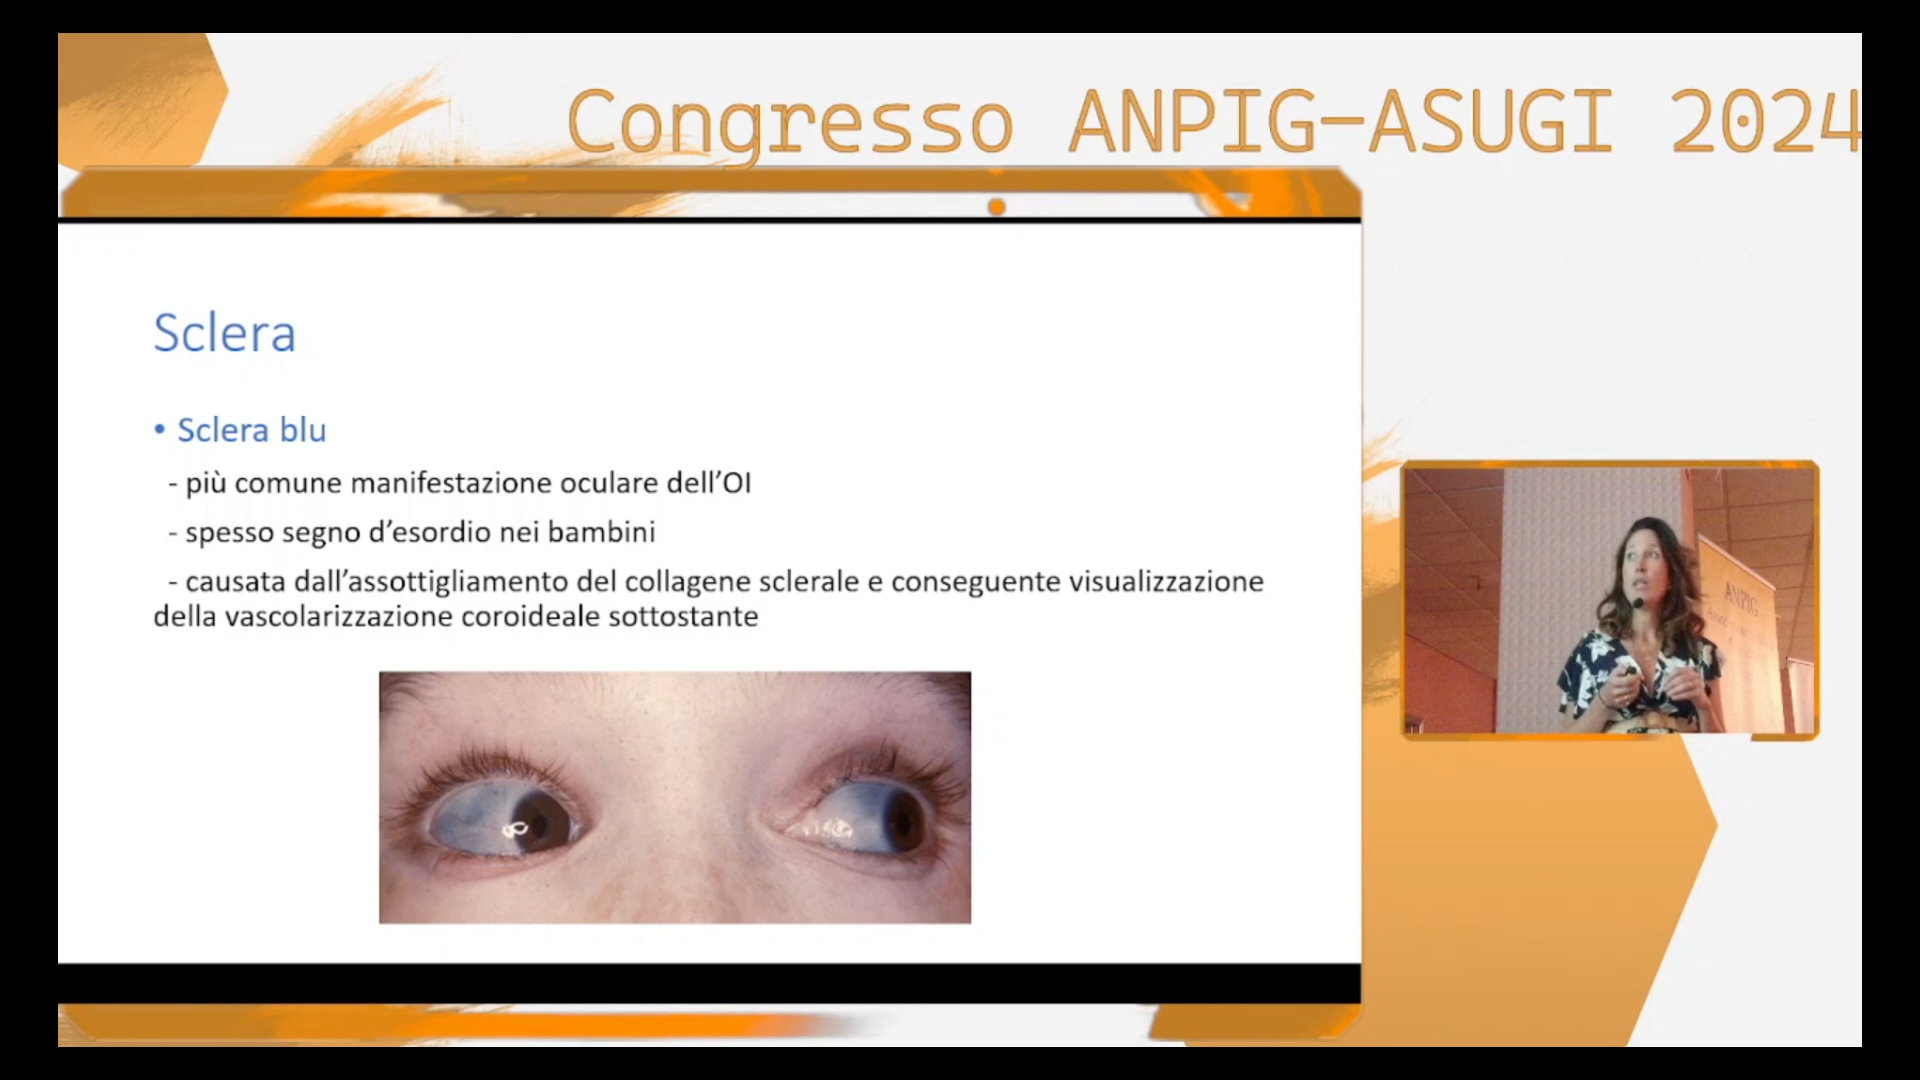 Congresso ANPIG-ASUGI 2024
Sclera
• Sclera blu
- più comune manifestazione oculare dell'OI
- spesso segno d'esordio nei bambini
- causata dall'assottigliamento del collagene sclerale e conseguente visualizzazione
della vascolarizzazione coroideale sottostante
ANPIG